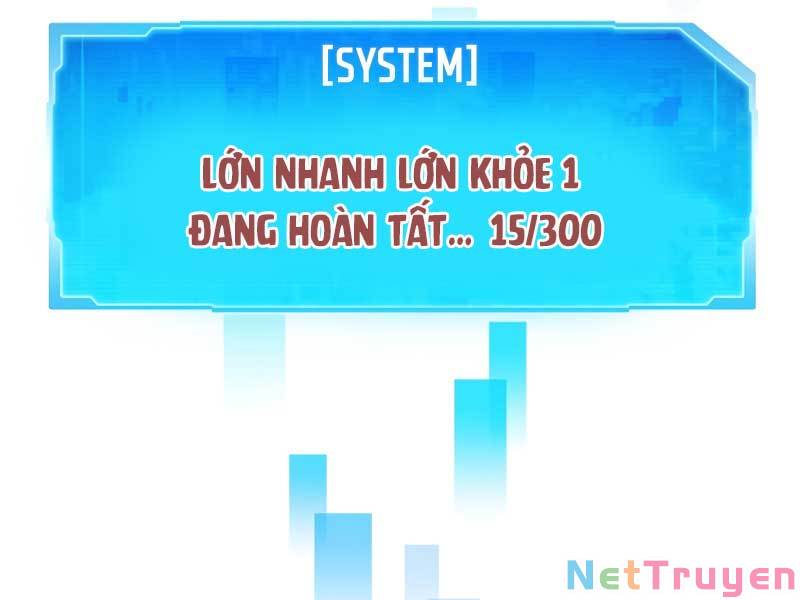 [SYSTEM]
LỚN NHANH LỚN KHỎE 1
ĐANG HOÀN TẤT... 15/300
NetTruyen